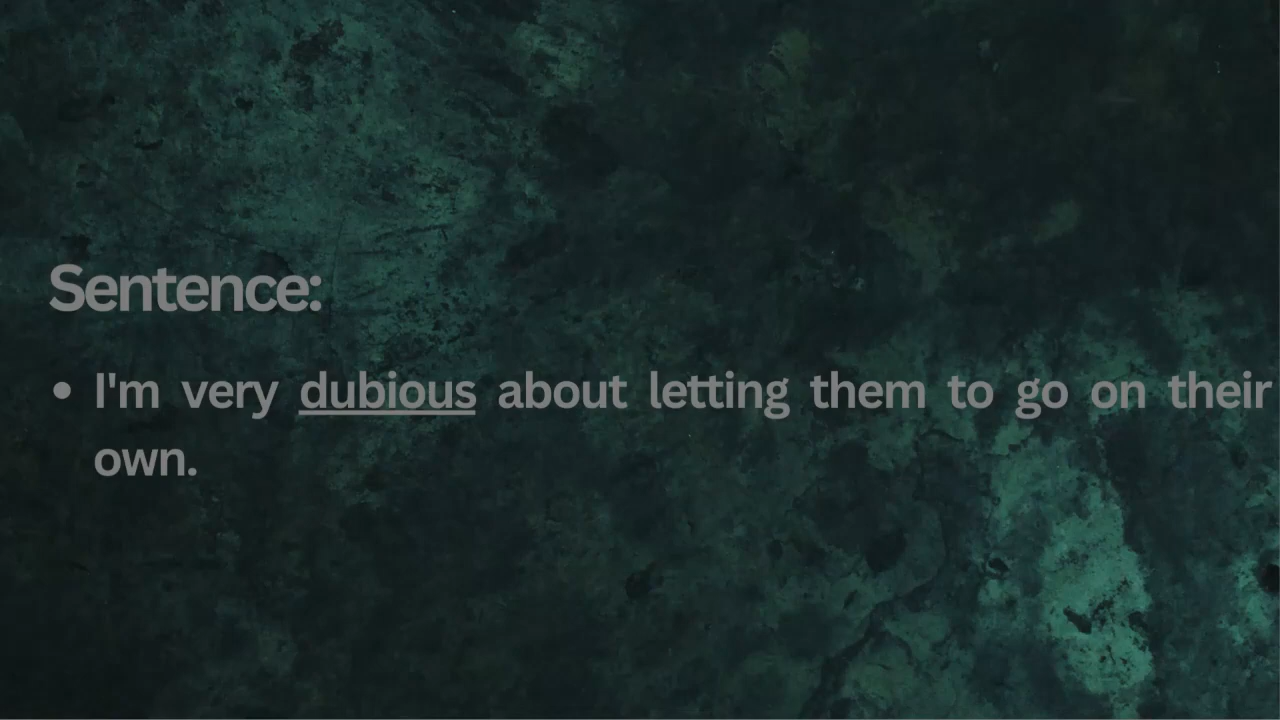 Sentence:
• I'm very dubious about letting them to go on their
own.